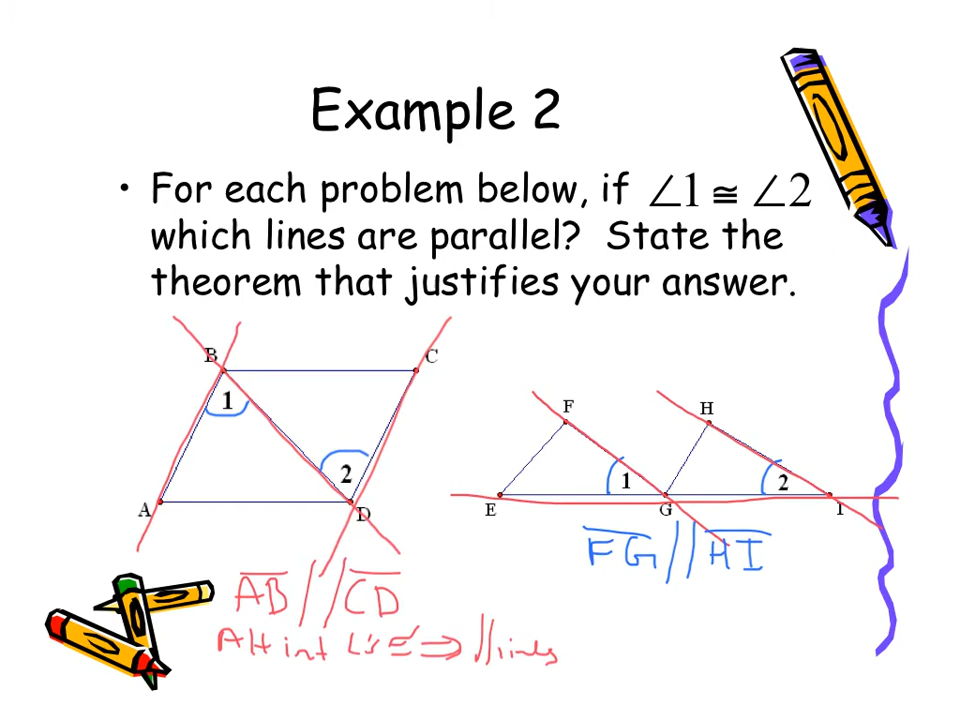 Example 2
• For each problem below, if ∠1 ≅ ∠2
which lines are parallel? State the
theorem that justifies your answer.
B
C
1
2
A
D
F
H
1
2
E
G
I
FG // HI
AB // CD
Alt int ∠'s ≅ ⇒ // lines